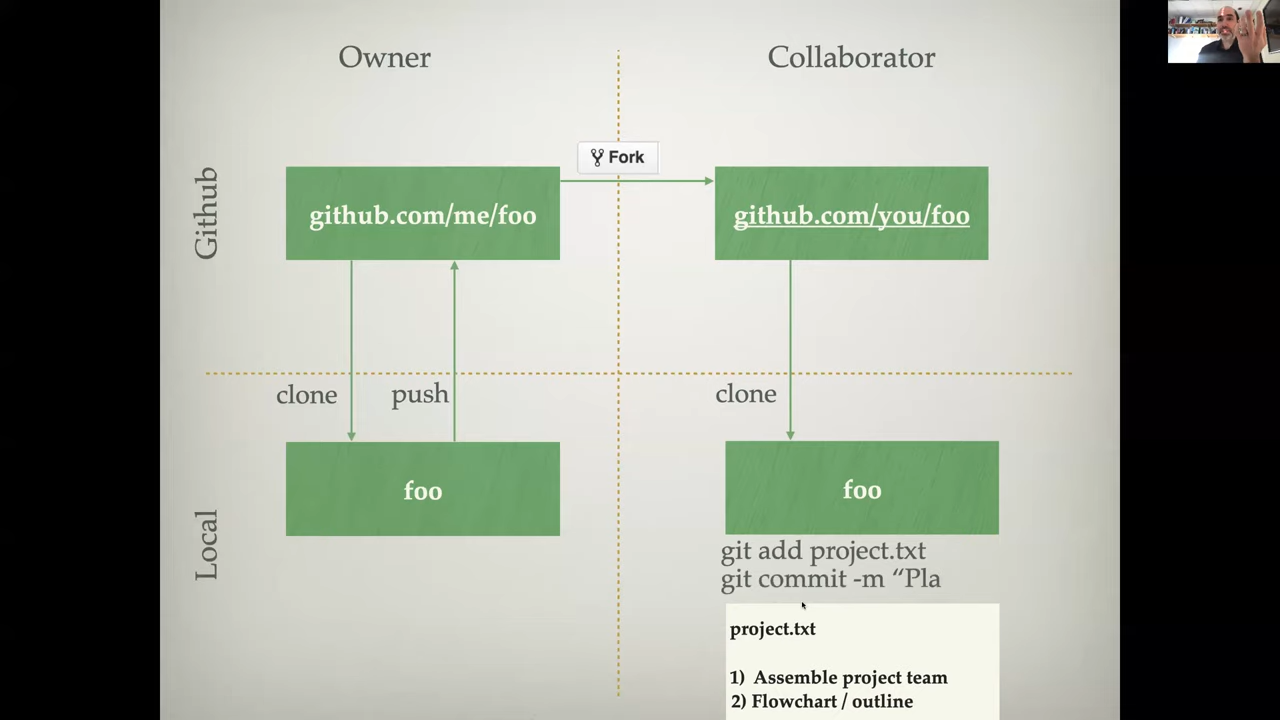 Owner
Collaborator
Fork
Github
github.com/me/foo
github.com/you/foo
clone
push
clone
Local
foo
foo
git add project.txt
git commit -m “Pla
project.txt
1) Assemble project team
2) Flowchart / outline